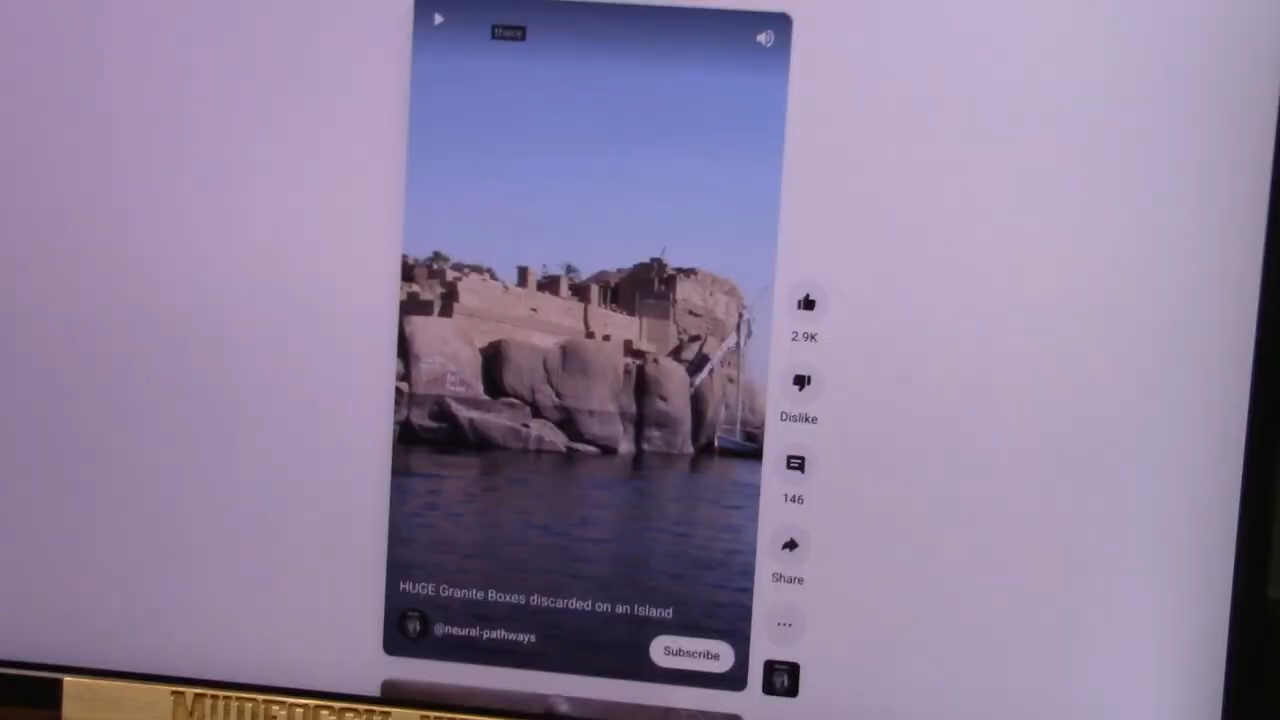 there
2.9K
Dislike
146
Share
HUGE Granite Boxes discarded on an Island
@neural-pathways
Subscribe